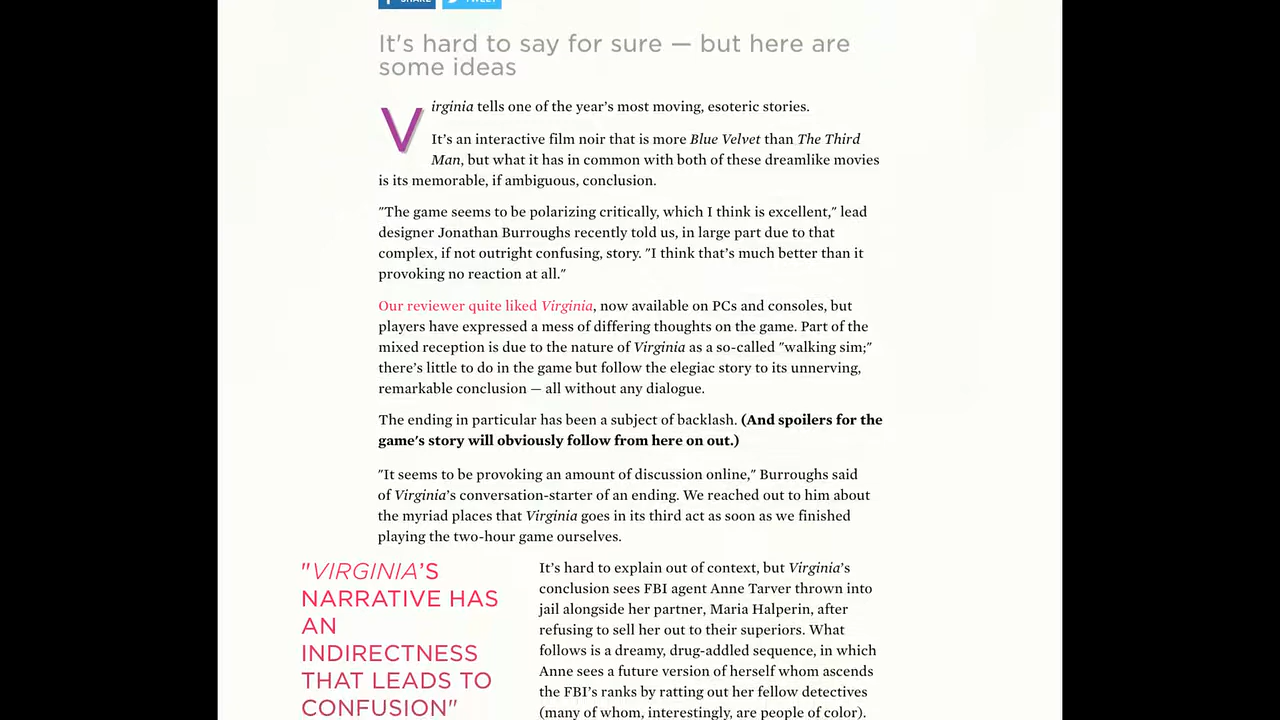 SHARE TWEET
It's hard to say for sure — but here are
some ideas
Virginia tells one of the year's most moving, esoteric stories.
It's an interactive film noir that is more Blue Velvet than The Third
Man, but what it has in common with both of these dreamlike movies
is its memorable, if ambiguous, conclusion.
"The game seems to be polarizing critically, which I think is excellent," lead
designer Jonathan Burroughs recently told us, in large part due to that
complex, if not outright confusing, story. "I think that's much better than it
provoking no reaction at all."
Our reviewer quite liked Virginia, now available on PCs and consoles, but
players have expressed a mess of differing thoughts on the game. Part of the
mixed reception is due to the nature of Virginia as a so-called "walking sim;"
there's little to do in the game but follow the elegiac story to its unnerving,
remarkable conclusion — all without any dialogue.
The ending in particular has been a subject of backlash. (And spoilers for the
game's story will obviously follow from here on out.)
"It seems to be provoking an amount of discussion online," Burroughs said
of Virginia's conversation-starter of an ending. We reached out to him about
the myriad places that Virginia goes in its third act as soon as we finished
playing the two-hour game ourselves.
"VIRGINIA'S
NARRATIVE HAS
AN
INDIRECTNESS
THAT LEADS TO
CONFUSION"
It's hard to explain out of context, but Virginia's
conclusion sees FBI agent Anne Tarver thrown into
jail alongside her partner, Maria Halperin, after
refusing to sell her out to their superiors. What
follows is a dreamy, drug-addled sequence, in which
Anne sees a future version of herself whom ascends
the FBI's ranks by ratting out her fellow detectives
(many of whom, interestingly, are people of color).